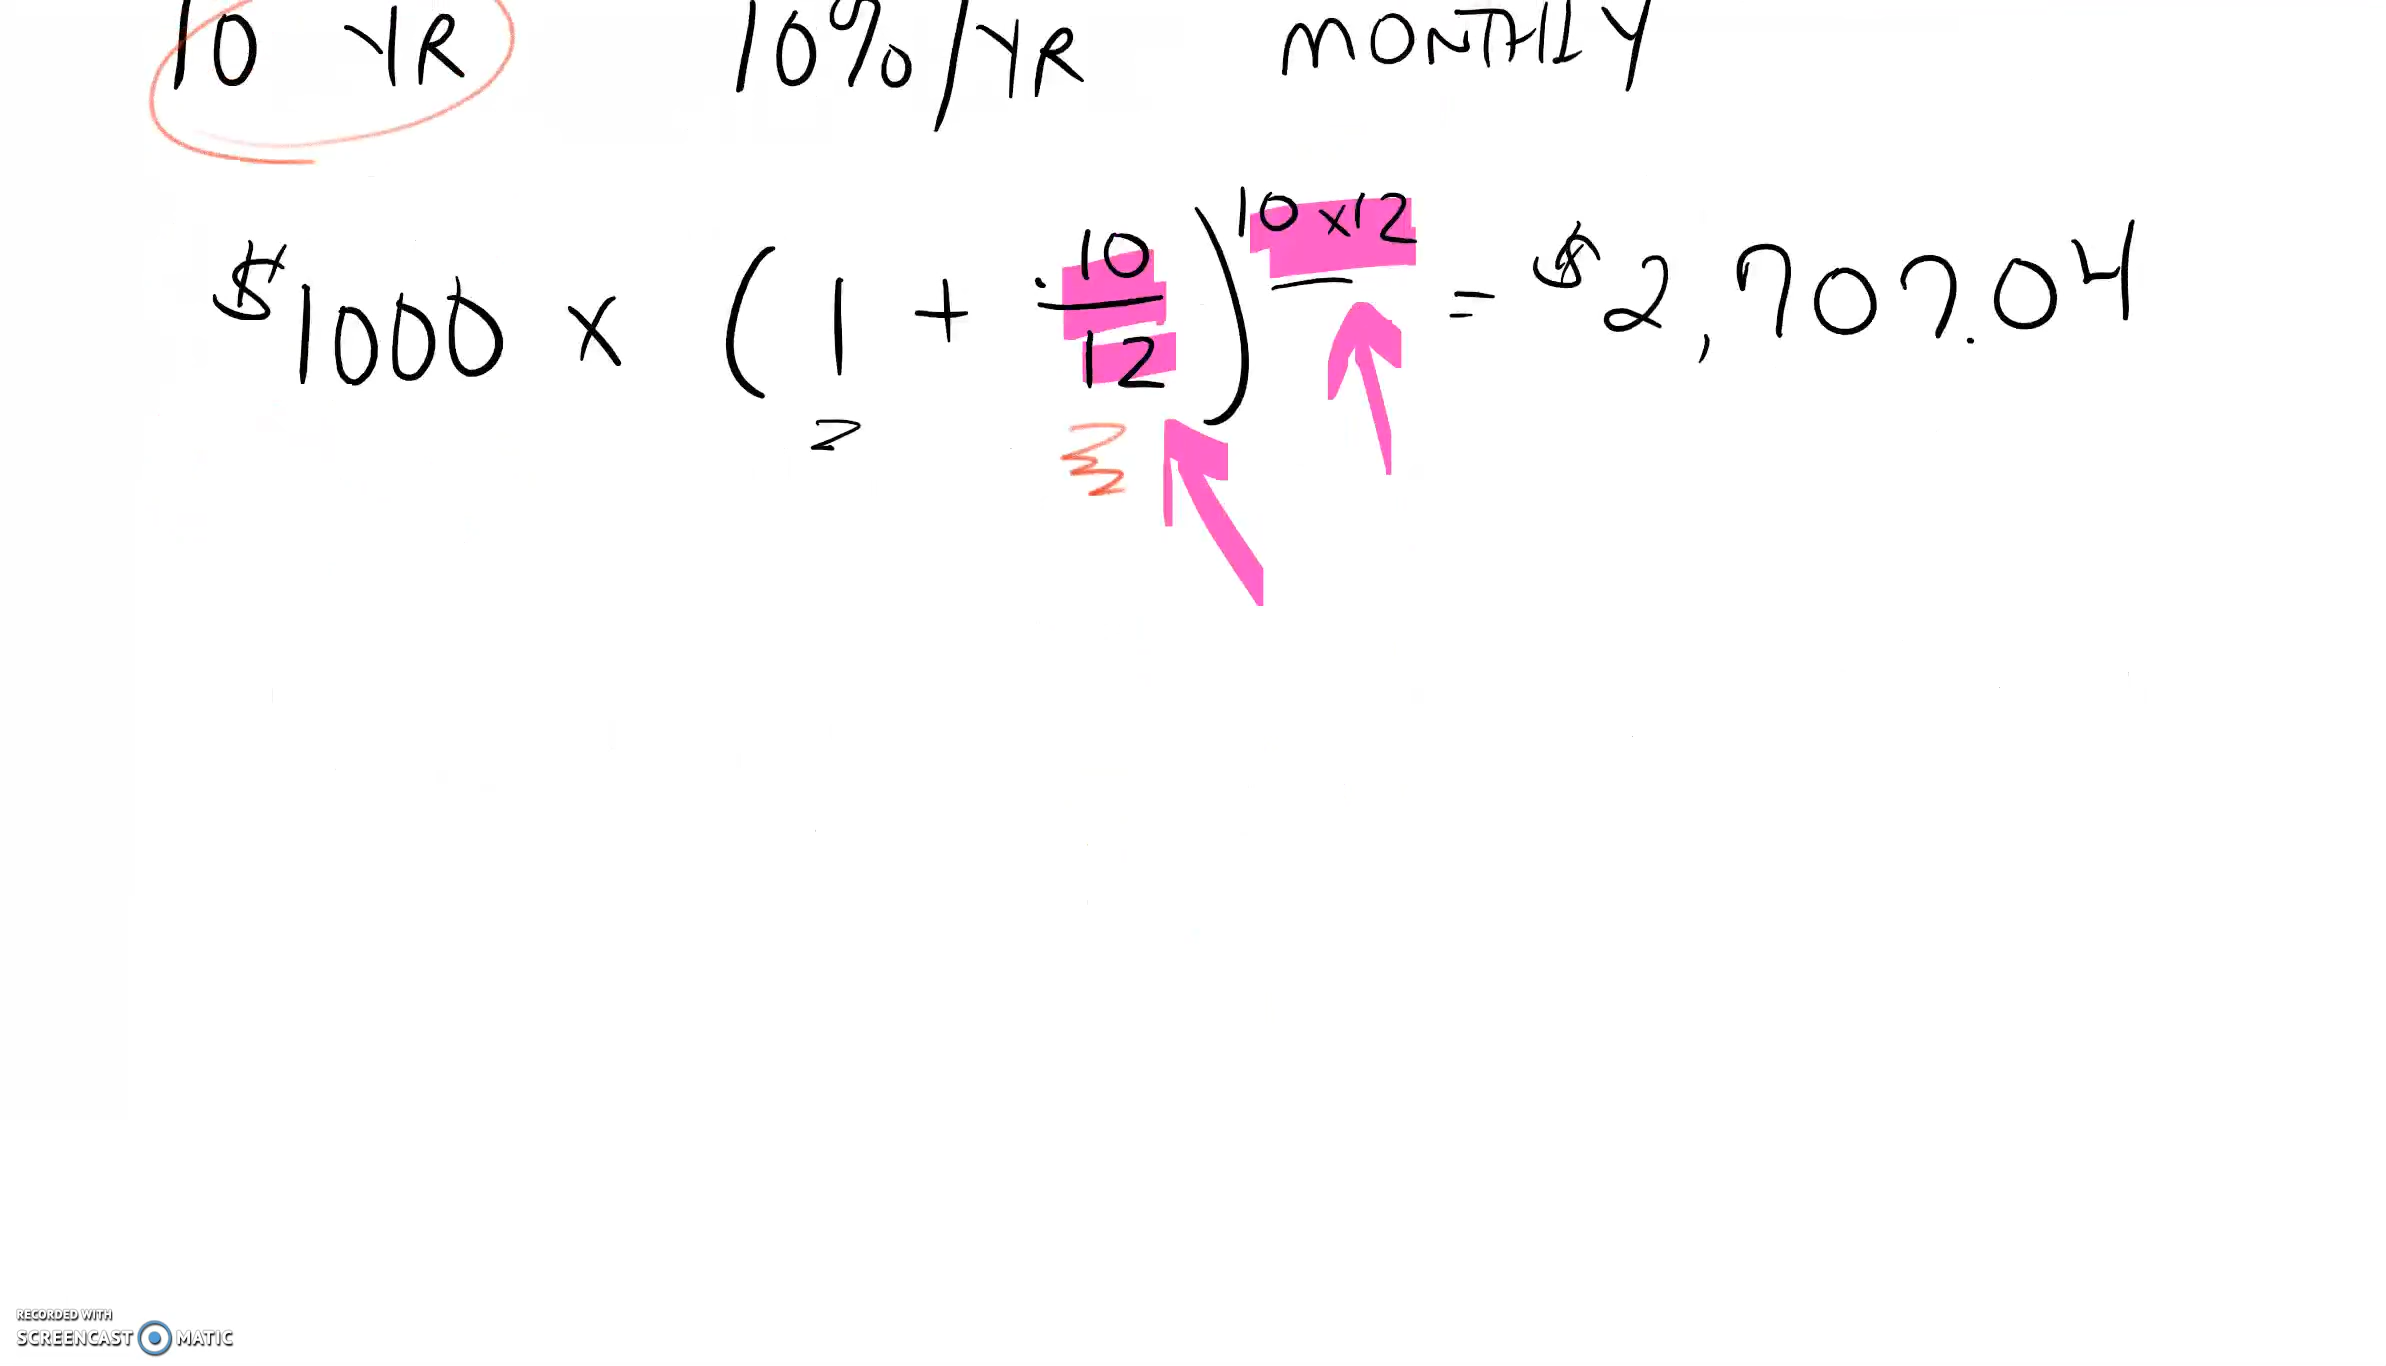 10 YR 10%/YR MONTHLY
$1000 x (1 + .10/12)^10x12 = $2,707.04
RECORDED WITH
SCREENCAST MATIC